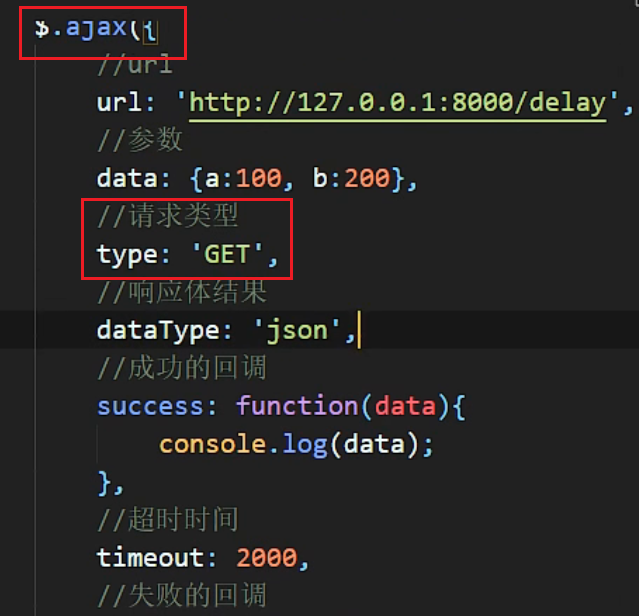 $.ajax({
//url
url: 'http://127.0.0.1:8000/delay',
//参数
data: {a:100, b:200},
//请求类型
type: 'GET',
//响应体结果
dataType: 'json',
//成功的回调
success: function(data){
console.log(data);
},
//超时时间
timeout: 2000,
//失败的回调